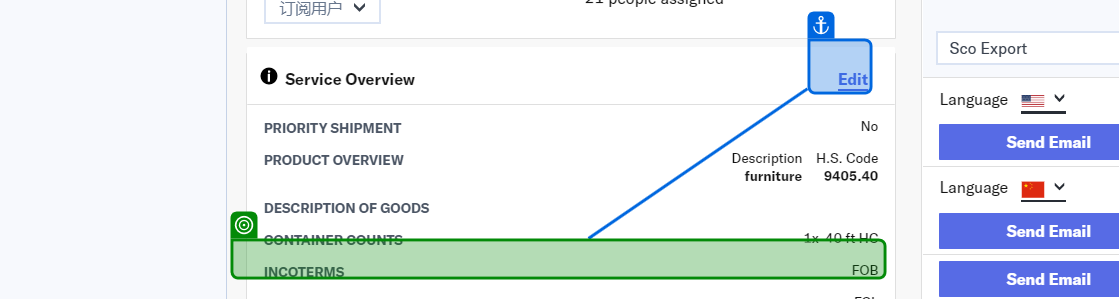 订阅用户
21 people assigned
Service Overview
Edit
PRIORITY SHIPMENT No
PRODUCT OVERVIEW Description H.S. Code
furniture 9405.40
DESCRIPTION OF GOODS
CONTAINER COUNTS 1x 40 ft HC
INCOTERMS FOB
Sco Export
Language
Send Email
Language
Send Email
Send Email